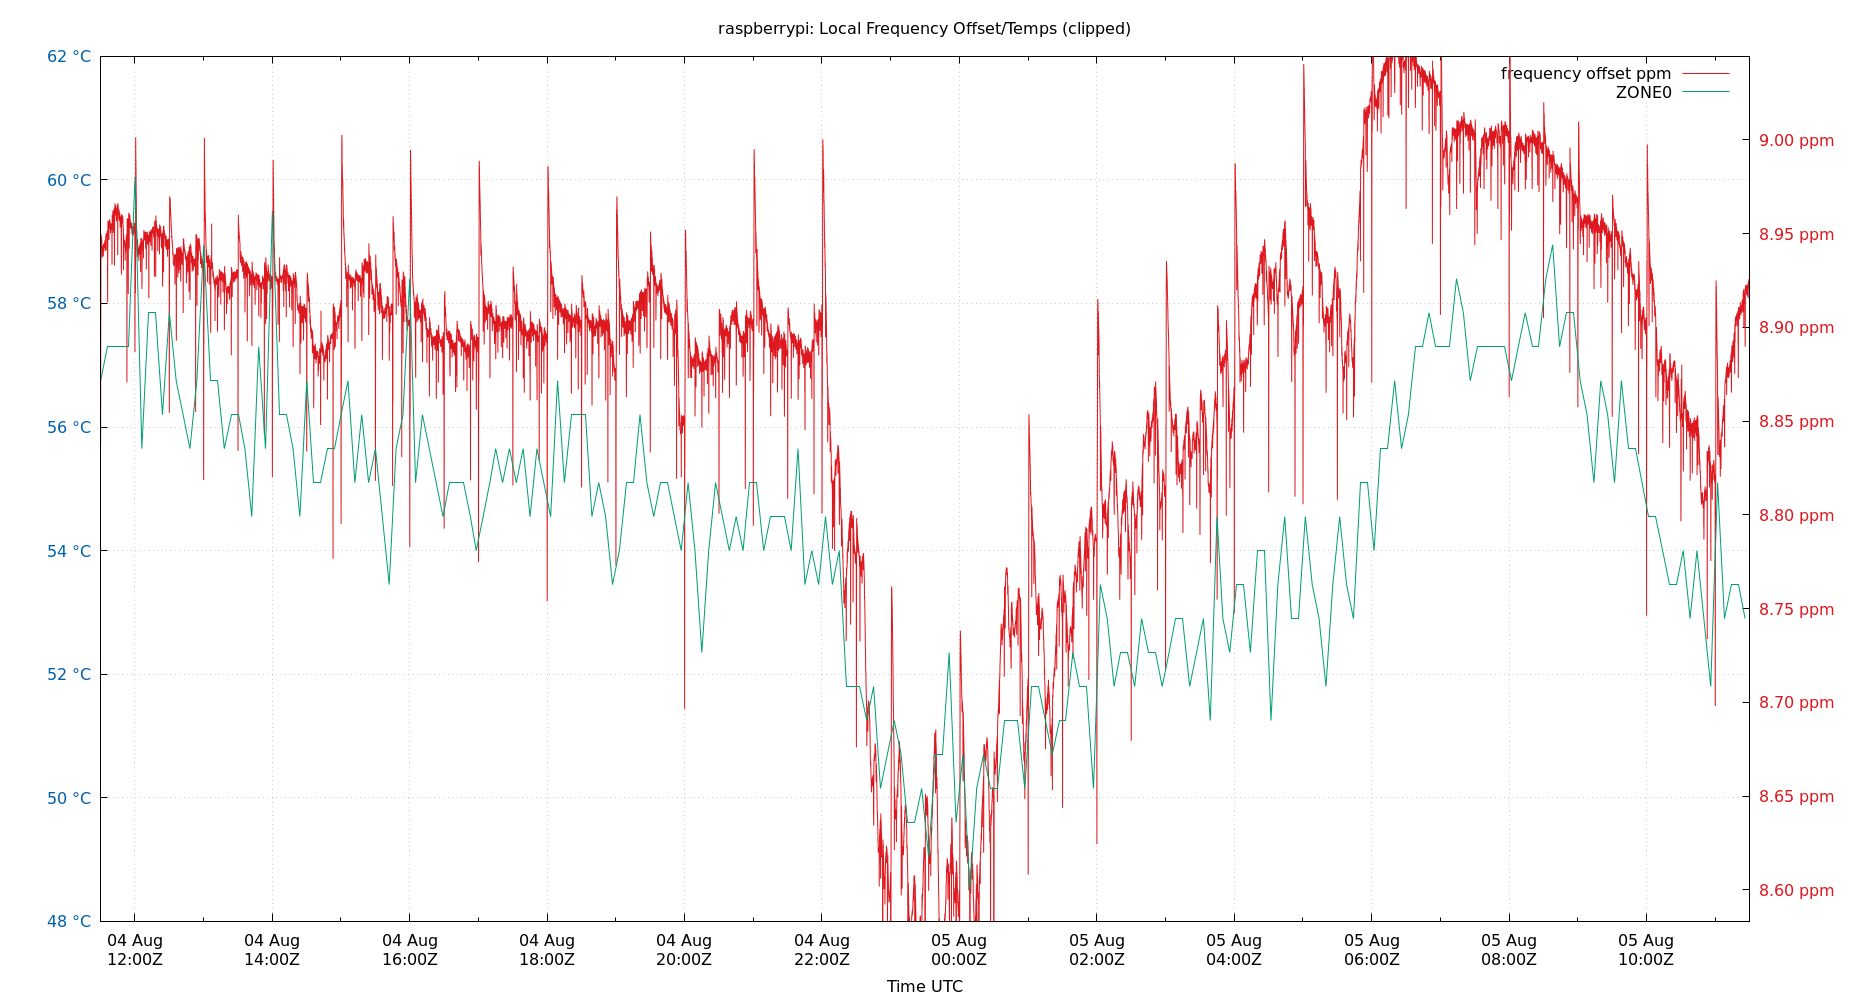 raspberrypi: Local Frequency Offset/Temps (clipped)
62 °C
60 °C
58 °C
56 °C
54 °C
52 °C
50 °C
48 °C
frequency offset ppm
ZONE0
9.00 ppm
8.95 ppm
8.90 ppm
8.85 ppm
8.80 ppm
8.75 ppm
8.70 ppm
8.65 ppm
8.60 ppm
04 Aug
12:00Z
04 Aug
14:00Z
04 Aug
16:00Z
04 Aug
18:00Z
04 Aug
20:00Z
04 Aug
22:00Z
05 Aug
00:00Z
05 Aug
02:00Z
05 Aug
04:00Z
05 Aug
06:00Z
05 Aug
08:00Z
05 Aug
10:00Z
Time UTC